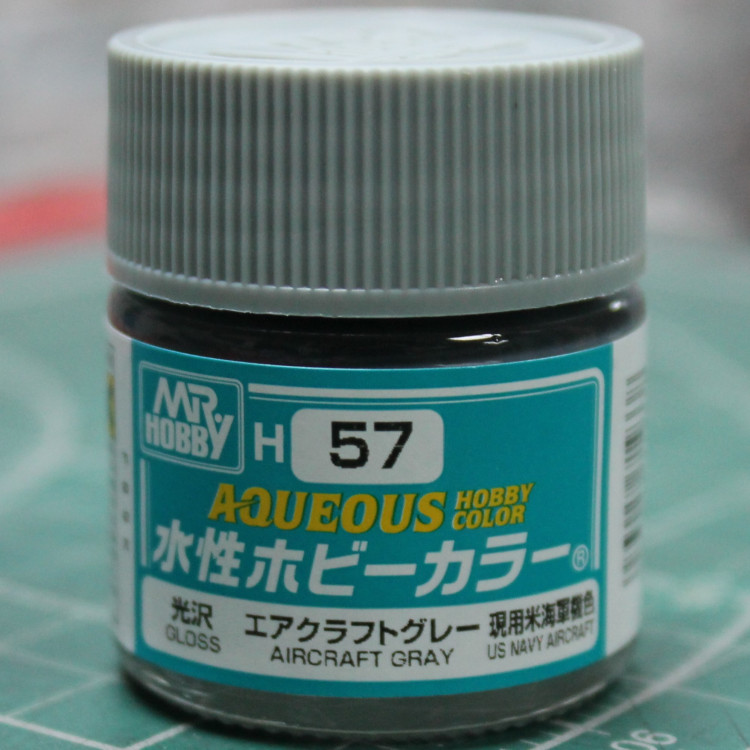 MR HOBBY
H 57
AQUEOUS HOBBY COLOR
水性ホビーカラー®
光沢 エアクラフトグレー 現用米海軍機色
GLOSS AIRCRAFT GRAY US NAVY AIRCRAFT